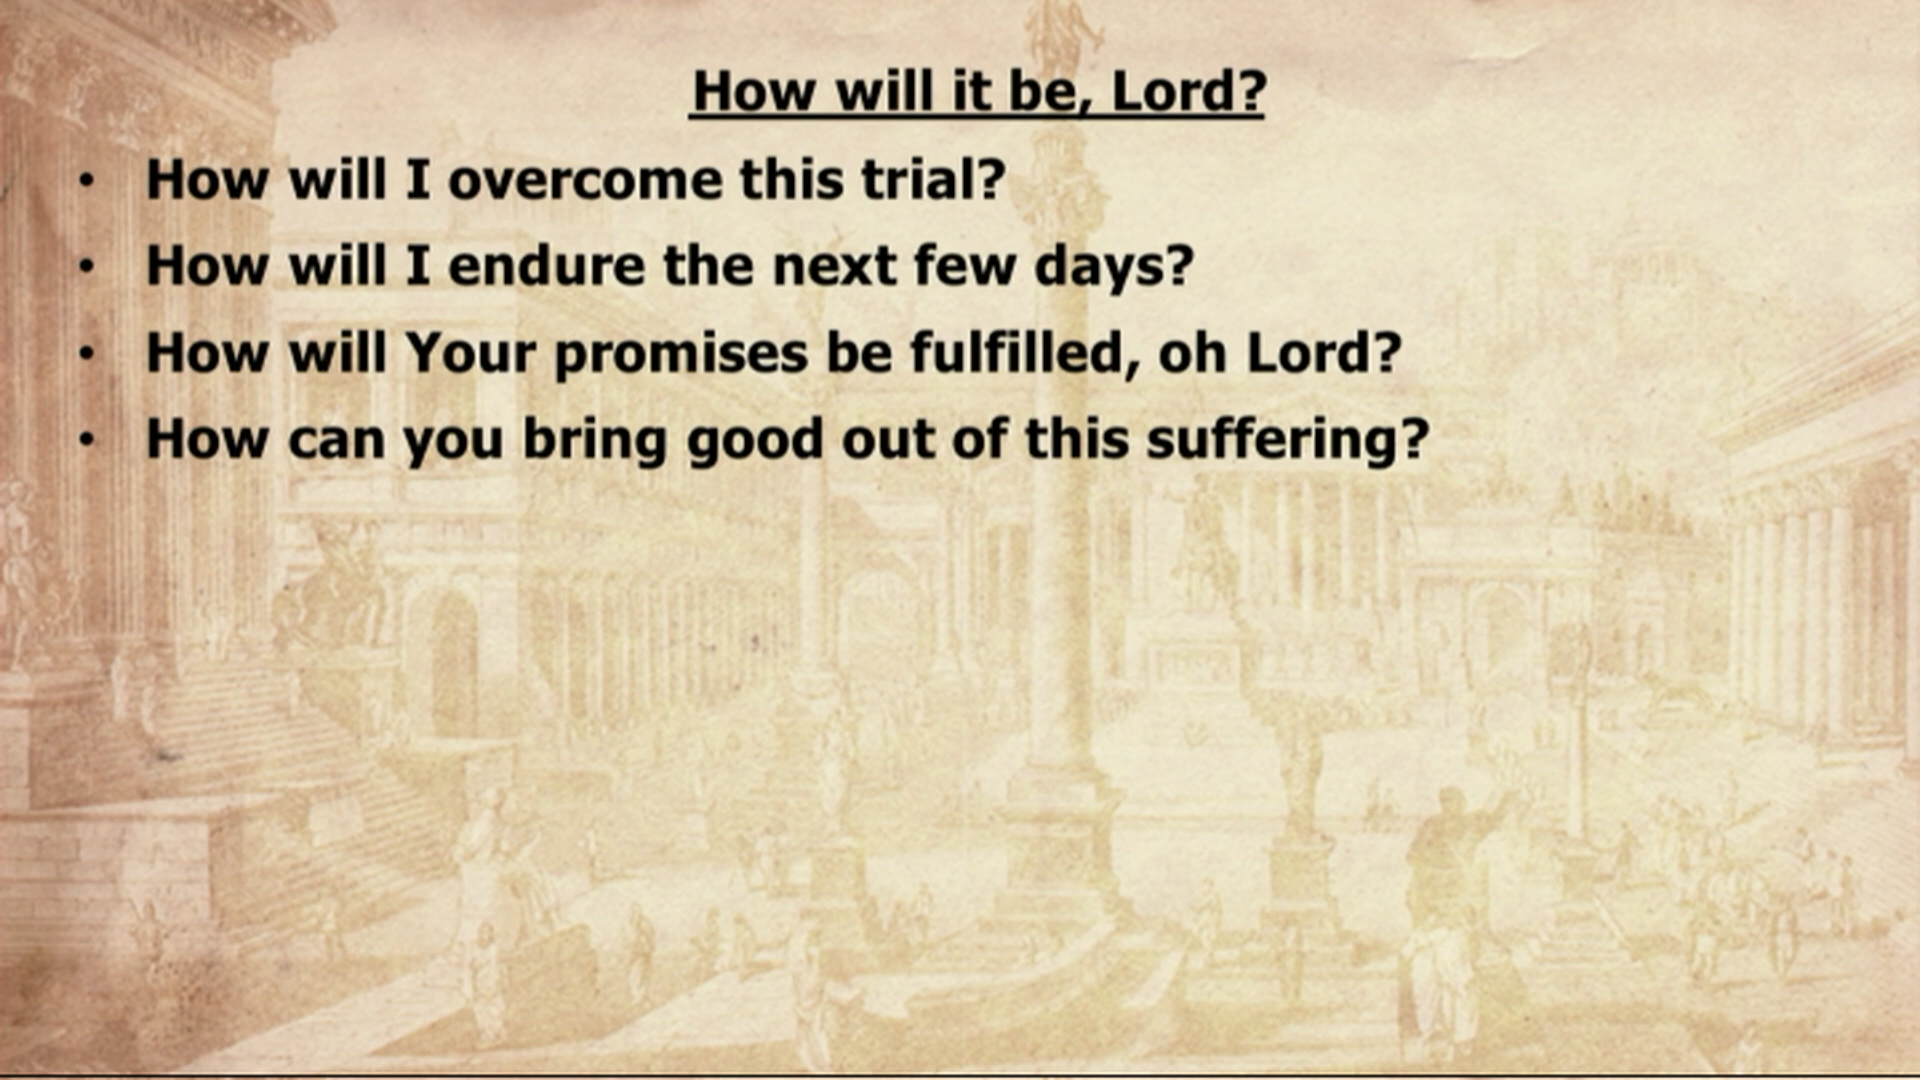 How will it be, Lord?
• How will I overcome this trial?
• How will I endure the next few days?
• How will Your promises be fulfilled, oh Lord?
• How can you bring good out of this suffering?